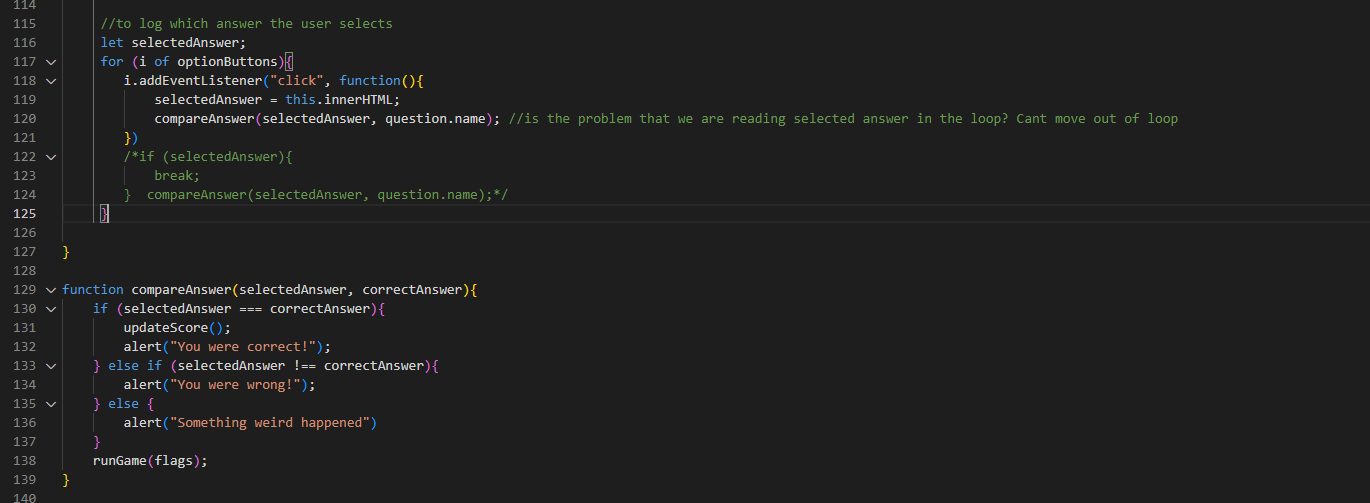 114
115 //to log which answer the user selects
116 let selectedAnswer;
117 for (i of optionButtons){
118 i.addEventListener("click", function(){
119 selectedAnswer = this.innerHTML;
120 compareAnswer(selectedAnswer, question.name); //is the problem that we are reading selected answer in the loop? Cant move out of loop
121 })
122 /*if (selectedAnswer){
123 break;
124 }  compareAnswer(selectedAnswer, question.name);*/
125 }
126
127 }
128
129 function compareAnswer(selectedAnswer, correctAnswer){
130 if (selectedAnswer === correctAnswer){
131 updateScore();
132 alert("You were correct!");
133 } else if (selectedAnswer !== correctAnswer){
134 alert("You were wrong!");
135 } else {
136 alert("Something weird happened")
137 }
138 runGame(flags);
139 }
140